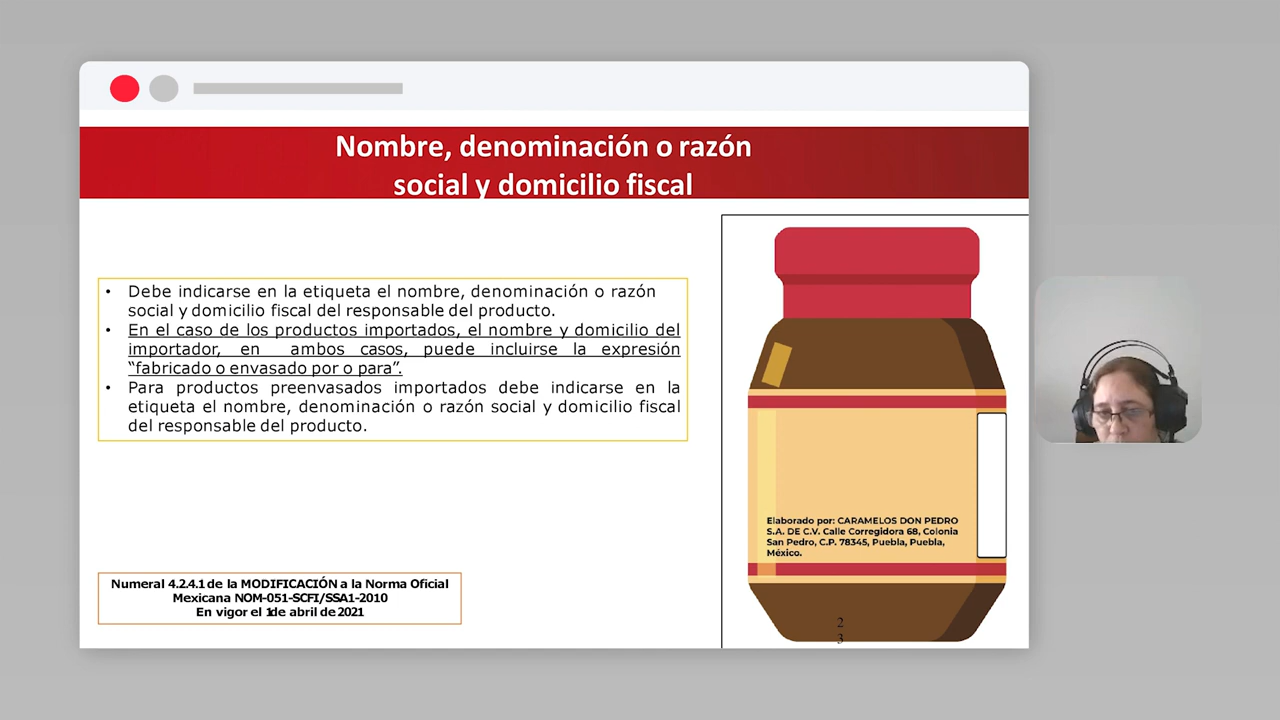 Nombre, denominación o razón
social y domicilio fiscal
• Debe indicarse en la etiqueta el nombre, denominación o razón
social y domicilio fiscal del responsable del producto.
• En el caso de los productos importados, el nombre y domicilio del
importador, en ambos casos, puede incluirse la expresión
“fabricado o envasado por o para”.
• Para productos preenvasados importados debe indicarse en la
etiqueta el nombre, denominación o razón social y domicilio fiscal
del responsable del producto.
Numeral 4.2.4.1 de la MODIFICACIÓN a la Norma Oficial
Mexicana NOM-051-SCFI/SSA1-2010
En vigor el 1de abril de 2021
Elaborado por: CARAMELOS DON PEDRO
S.A. DE C.V. Calle Corregidora 68, Colonia
San Pedro, C.P. 78345, Puebla, Puebla,
México.
2
3